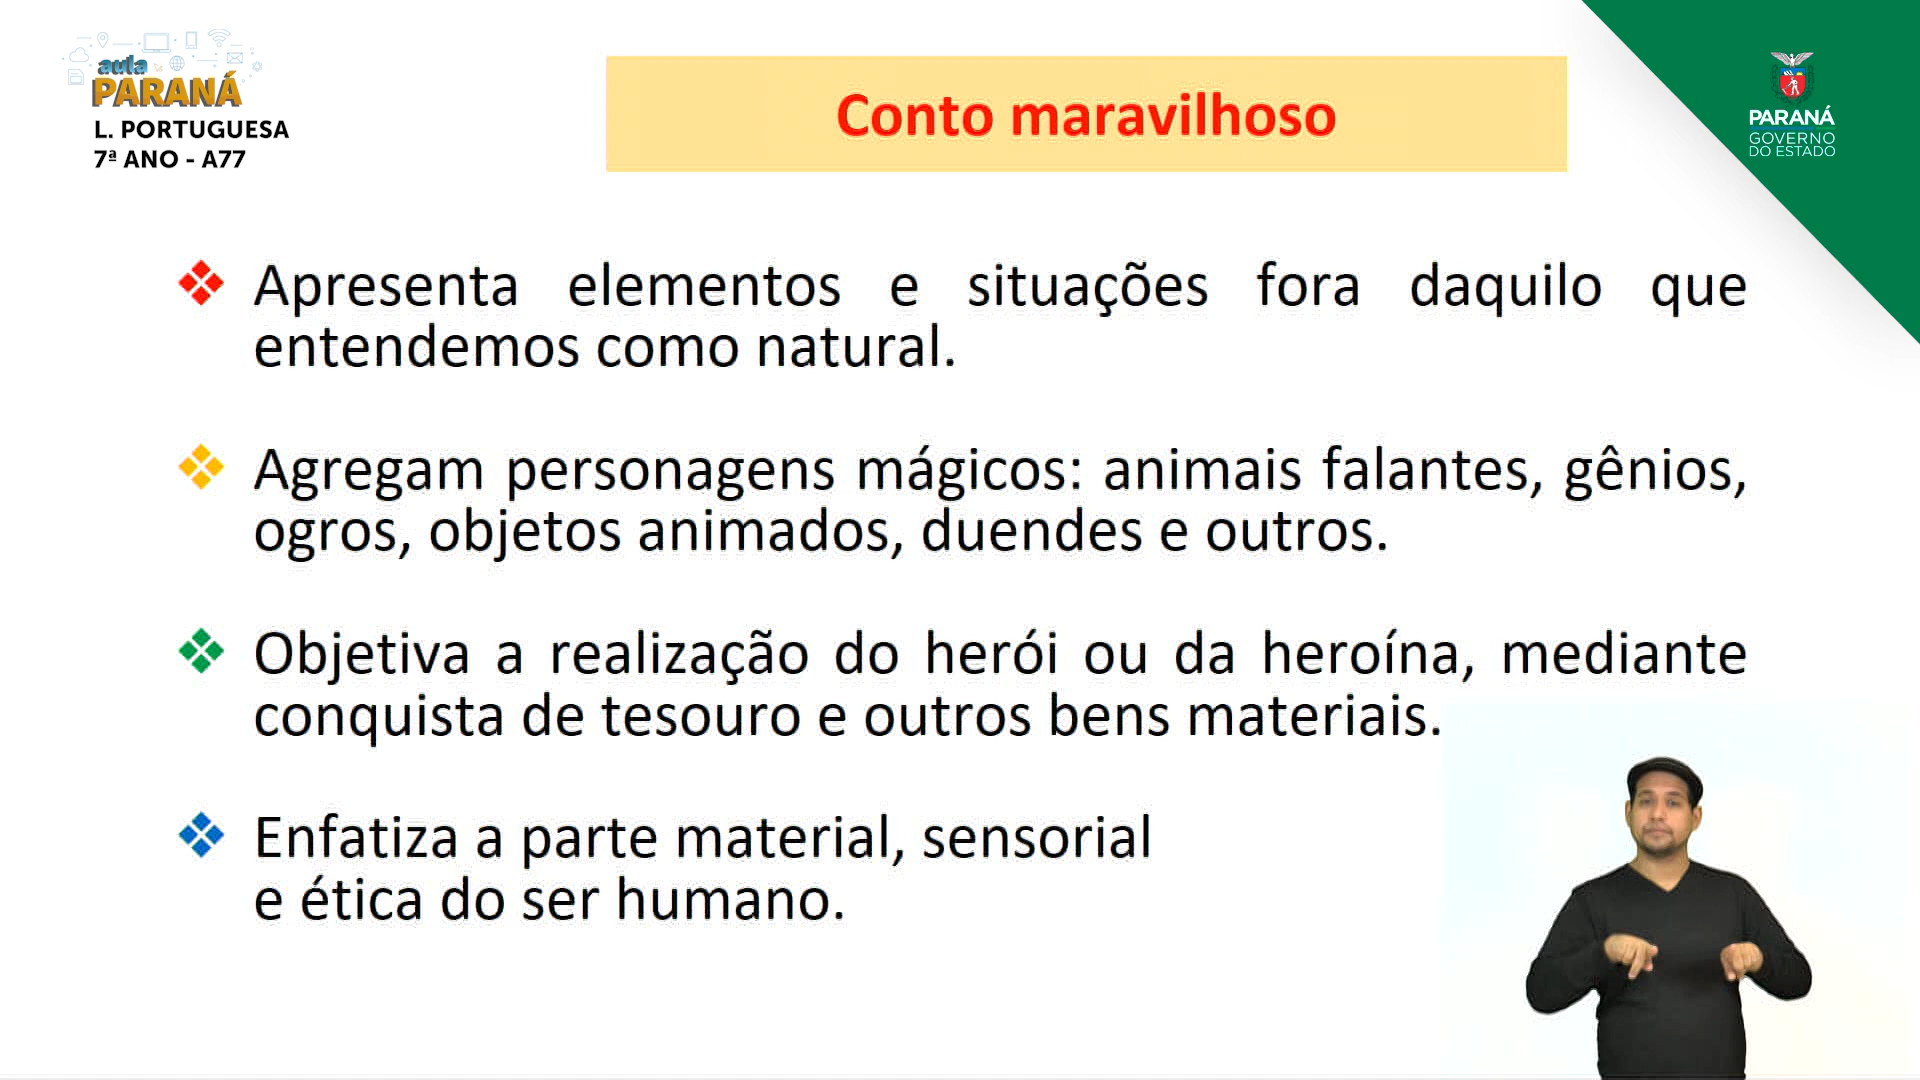 aula
PARANÁ
L. PORTUGUESA
7ª ANO - A77
Conto maravilhoso
PARANÁ
GOVERNO
DO ESTADO
Apresenta elementos e situações fora daquilo que
entendemos como natural.
Agregam personagens mágicos: animais falantes, gênios,
ogros, objetos animados, duendes e outros.
Objetiva a realização do herói ou da heroína, mediante
conquista de tesouro e outros bens materiais.
Enfatiza a parte material, sensorial
e ética do ser humano.